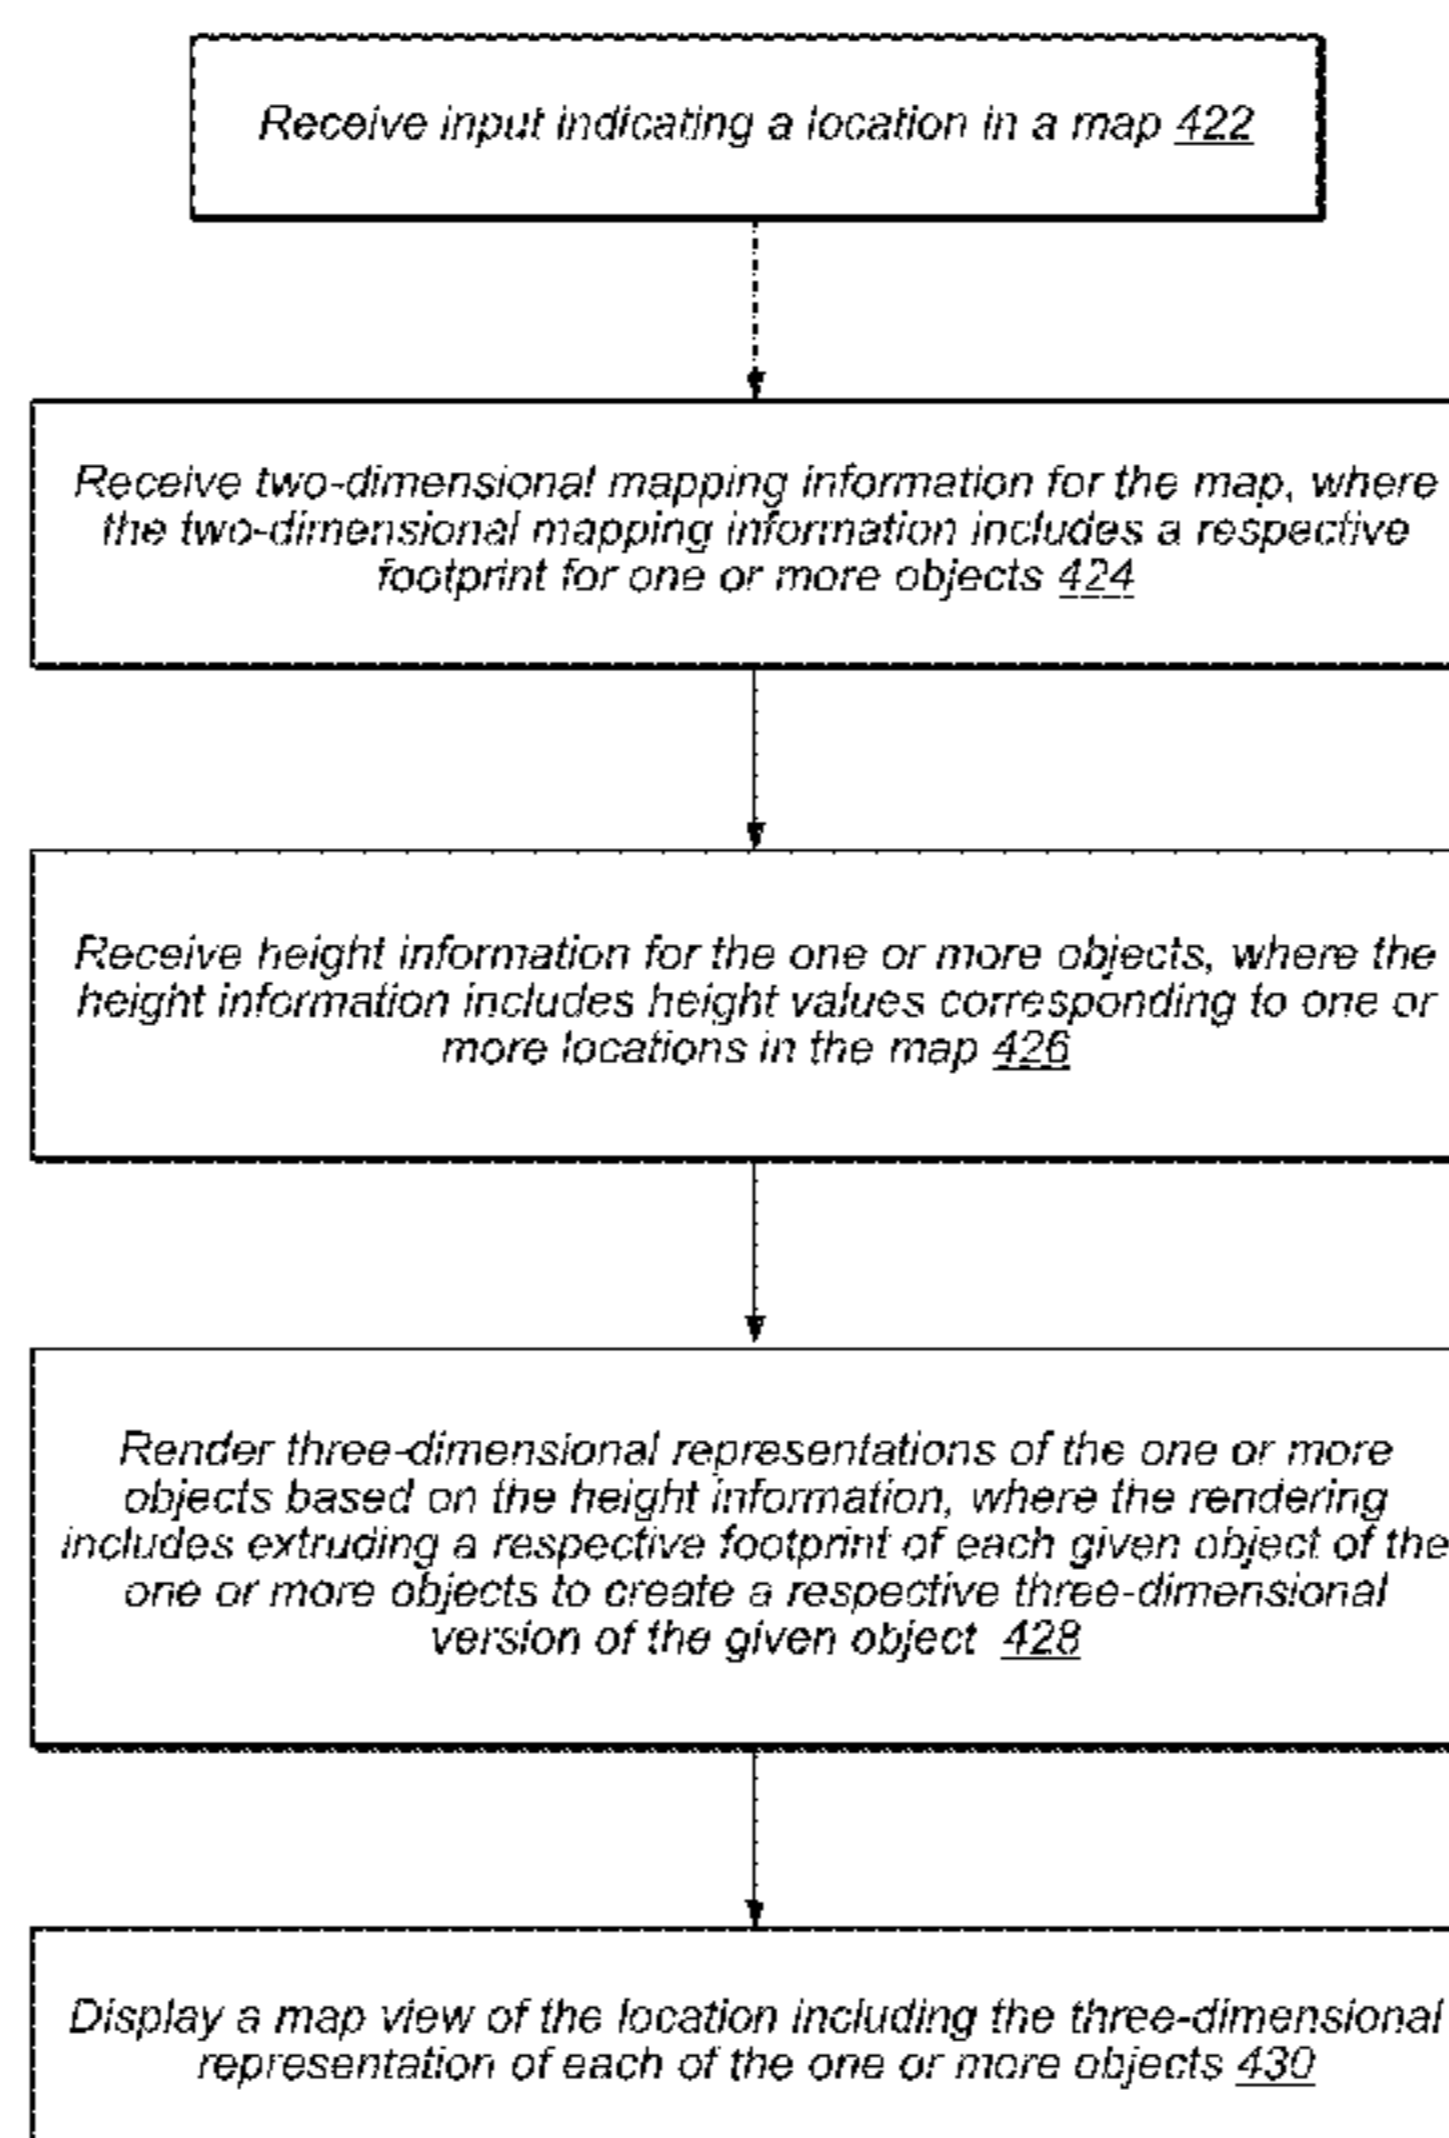 Receive input indicating a location in a map 422
Receive two-dimensional mapping information for the map, where
the two-dimensional mapping information includes a respective
footprint for one or more objects 424
Receive height information for the one or more objects, where the
height information includes height values corresponding to one or
more locations in the map 426
Render three-dimensional representations of the one or more
objects based on the height information, where the rendering
includes extruding a respective footprint of each given object of the
one or more objects to create a respective three-dimensional
version of the given object 428
Display a map view of the location including the three-dimensional
representation of each of the one or more objects 430